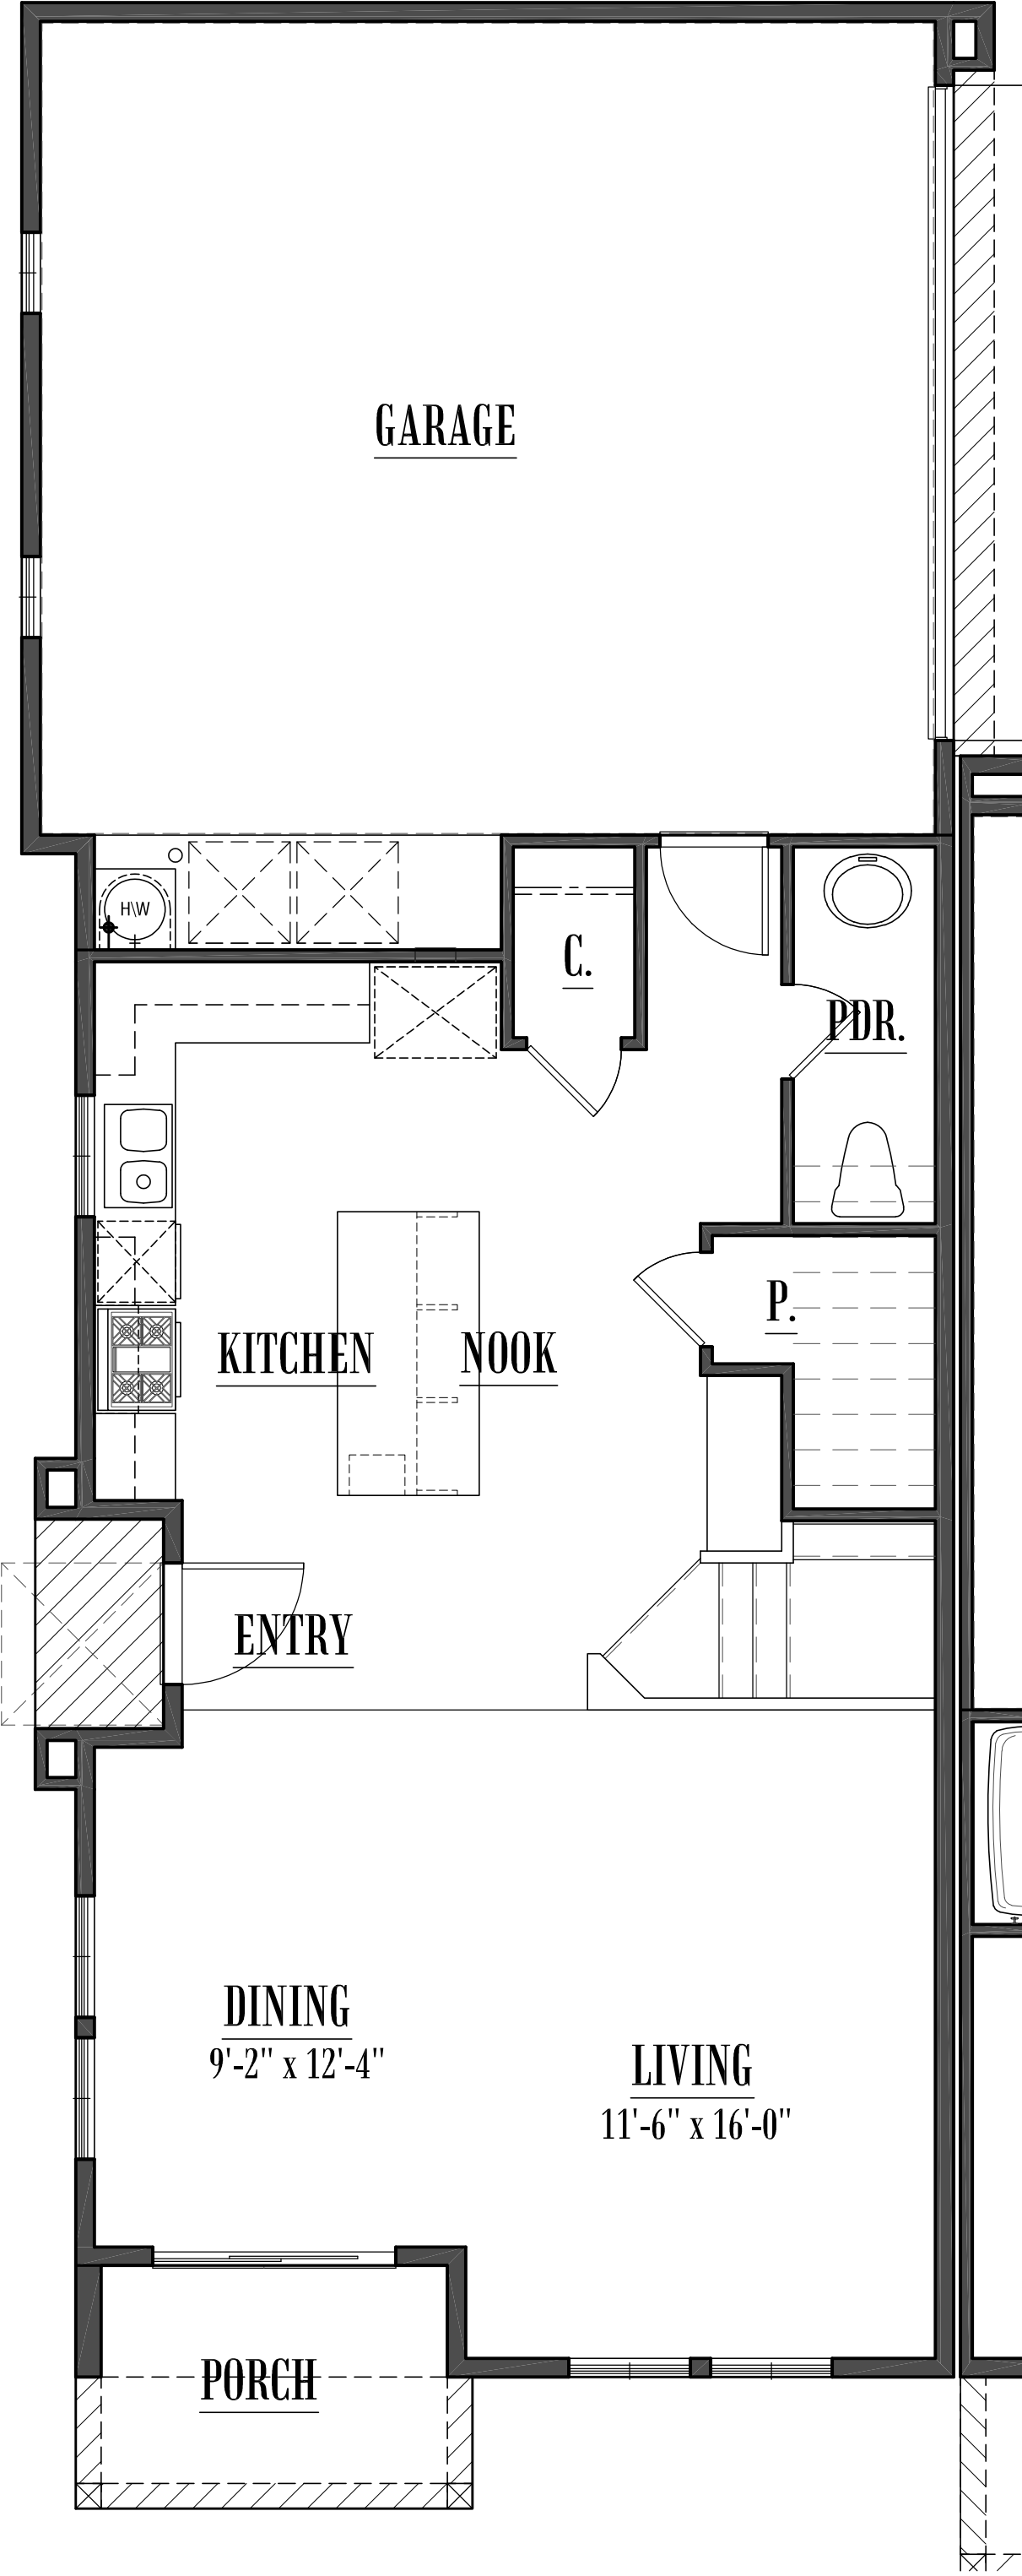 GARAGE
H\W
C.
PDR.
P.
KITCHEN
NOOK
ENTRY
DINING
9'-2" x 12'-4"
LIVING
11'-6" x 16'-0"
PORCH